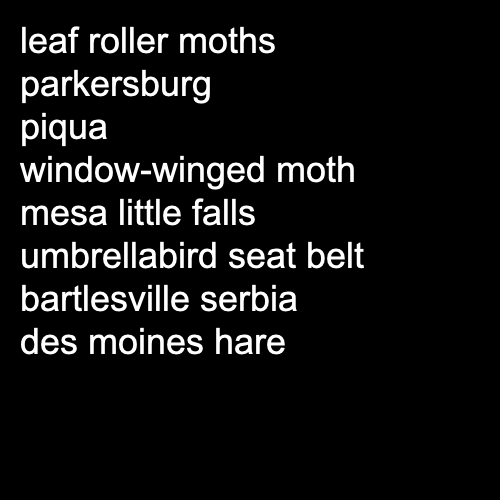 leaf roller moths
parkersburg
piqua
window-winged moth
mesa little falls
umbrellabird seat belt
bartlesville serbia
des moines hare